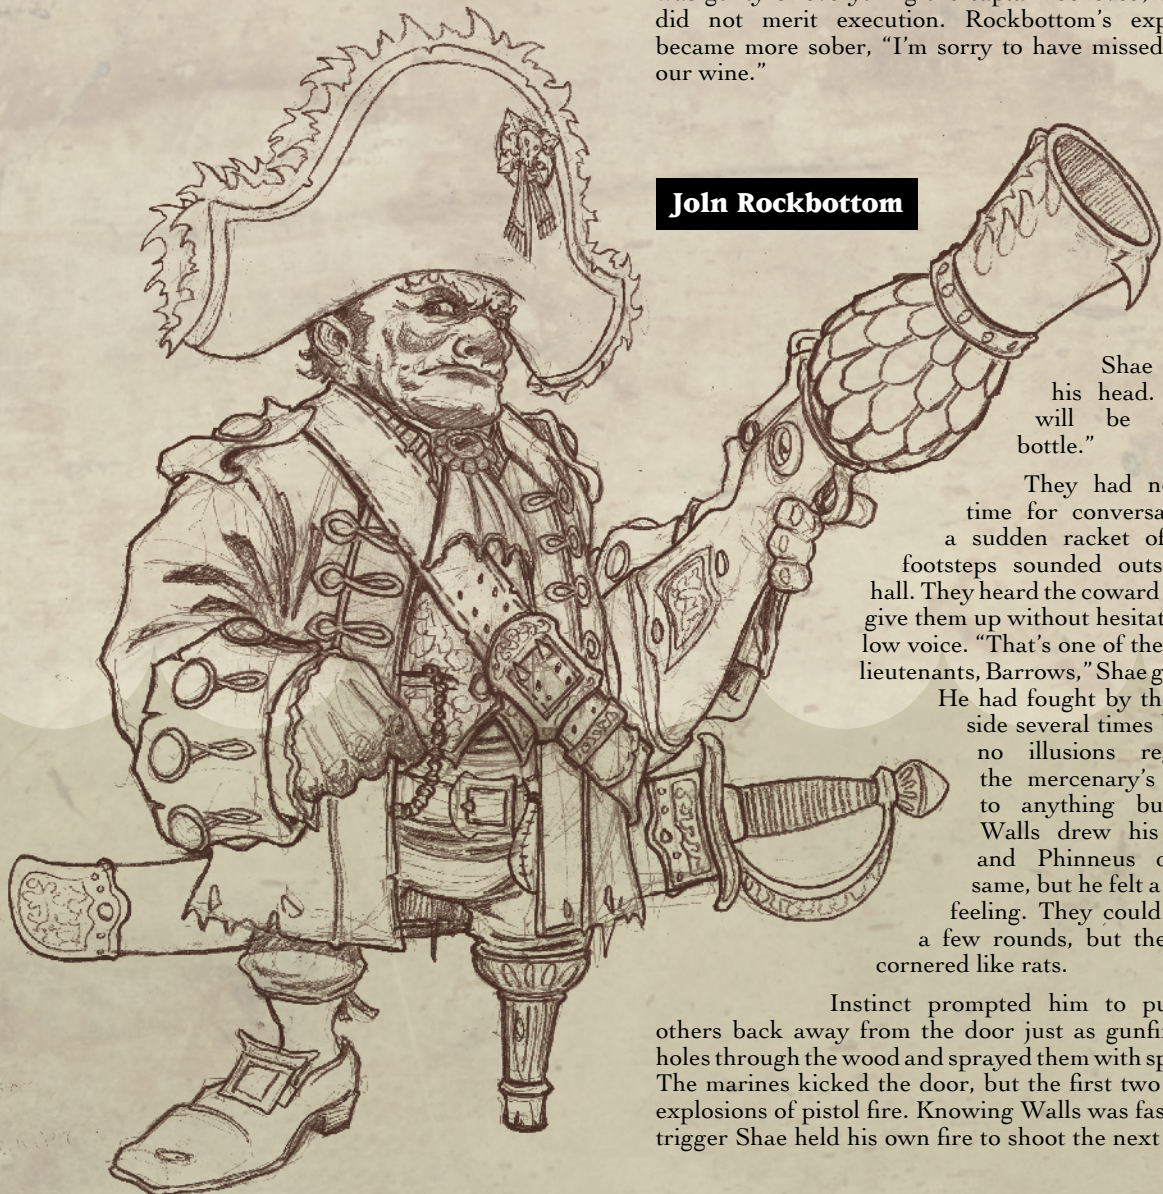 did not merit execution. Rockbottom’s exp
became more sober, “I’m sorry to have missed
our wine.”
JoIn Rockbottom
Shae
his head.
will be
bottle.”
They had n
time for conversa
a sudden racket of
footsteps sounded outs
hall. They heard the coward
give them up without hesitat
low voice. “That’s one of the
lieutenants, Barrows,” Shae g
He had fought by th
side several times
no illusions re
the mercenary’s
to anything bu
Walls drew his
and Phinneus
same, but he felt a
feeling. They could
a few rounds, but the
cornered like rats.
Instinct prompted him to pu
others back away from the door just as gunfi
holes through the wood and sprayed them with sp
The marines kicked the door, but the first two
explosions of pistol fire. Knowing Walls was fas
trigger Shae held his own fire to shoot the next